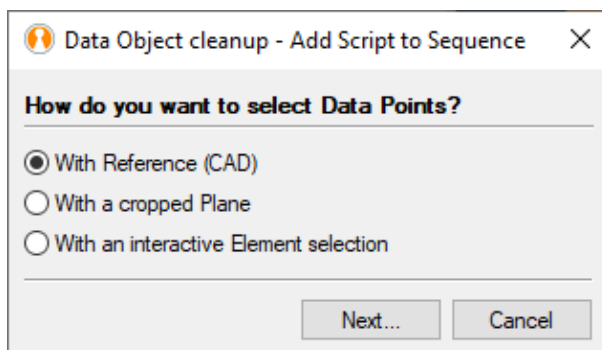 Data Object cleanup - Add Script to Sequence
How do you want to select Data Points?
With Reference (CAD)
With a cropped Plane
With an interactive Element selection
Next... Cancel